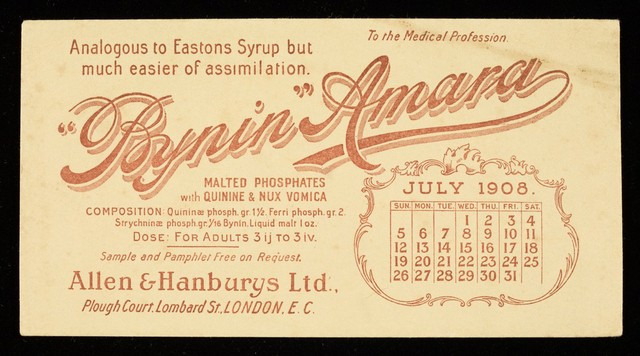 To the Medical Profession.
Analogous to Eastons Syrup but
much easier of assimilation.
"Bynin" Amara
MALTED PHOSPHATES
with QUININE & NUX VOMICA
COMPOSITION: Quininæ phosph. gr. 1½. Ferri phosph. gr. 2.
Strychninæ phosph. gr. 1/16 Bynin, Liquid malt 1 oz.
DOSE: FOR ADULTS 3 ij TO 3 iv.
Sample and Pamphlet Free on Request.
Allen & Hanburys Ltd.,
Plough Court, Lombard St., LONDON, E. C.
JULY 1908.
SUN. MON. TUE. WED. THU. FRI. SAT.
1 2 3 4
5 6 7 8 9 10 11
12 13 14 15 16 17 18
19 20 21 22 23 24 25
26 27 28 29 30 31